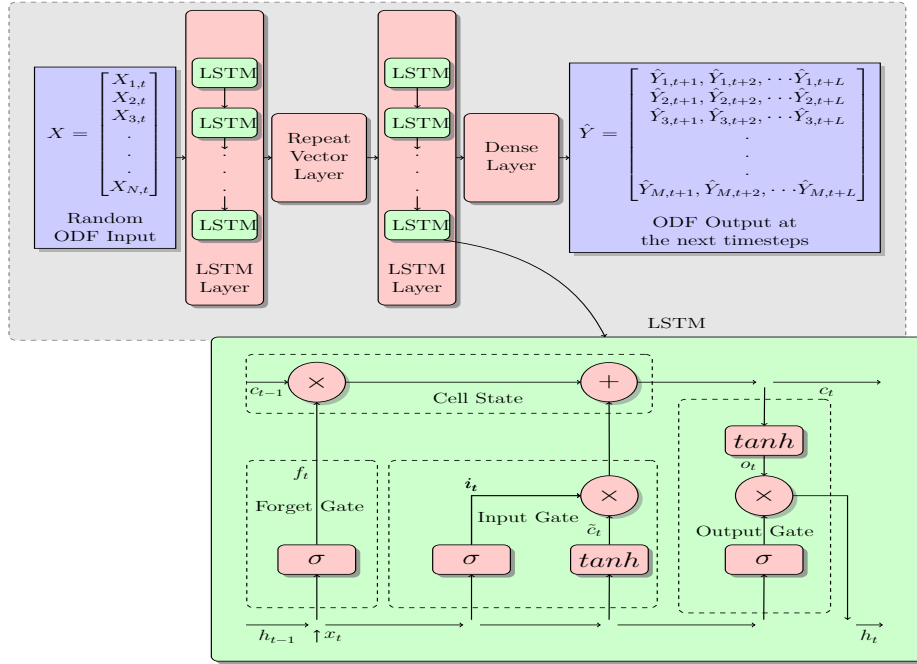 LSTM LSTM
X_{1,t}
X_{2,t}
X_{3,t}
.
.
.
X_{N,t}
X =
Random
ODF Input
LSTM
LSTM
.
.
.
LSTM
LSTM
Layer
Repeat
Vector
Layer
LSTM
.
.
.
LSTM
LSTM
Layer
Dense
Layer
Ŷ =
Ŷ_{1,t+1}, Ŷ_{1,t+2}, ⋯Ŷ_{1,t+L}
Ŷ_{2,t+1}, Ŷ_{2,t+2}, ⋯Ŷ_{2,t+L}
Ŷ_{3,t+1}, Ŷ_{3,t+2}, ⋯Ŷ_{3,t+L}
.
.
.
Ŷ_{M,t+1}, Ŷ_{M,t+2}, ⋯Ŷ_{M,t+L}
ODF Output at
the next timesteps
LSTM
c_{t−1}
×
+
Cell State
c_t
f_t
Forget Gate
σ
i_t
×
Input Gate
c̃_t
σ
tanh
tanh
o_t
×
Output Gate
σ
h_{t−1}
x_t
h_t